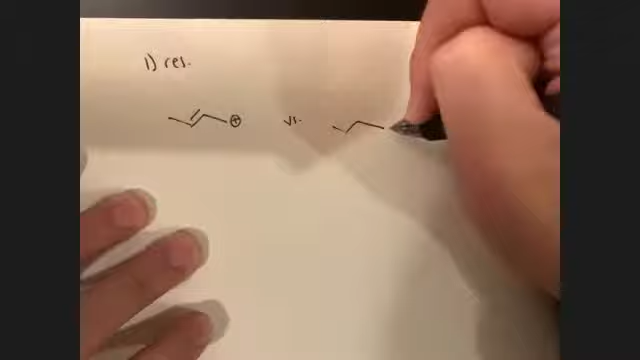 1) res.
⊕ vs.